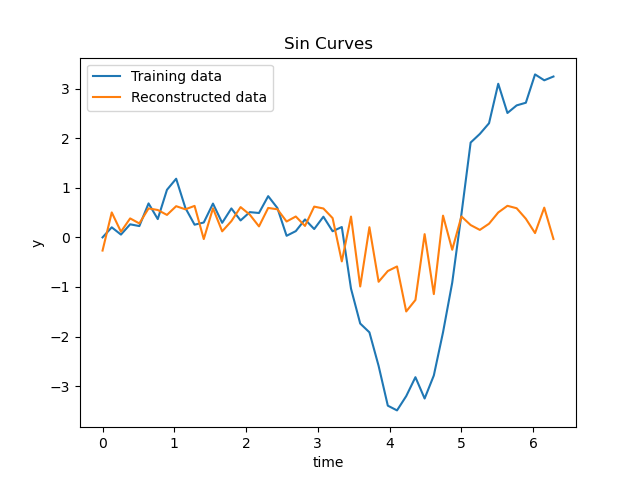 Sin Curves
Training data
Reconstructed data
3
2
1
0
−1
−2
−3
y
0 1 2 3 4 5 6
time